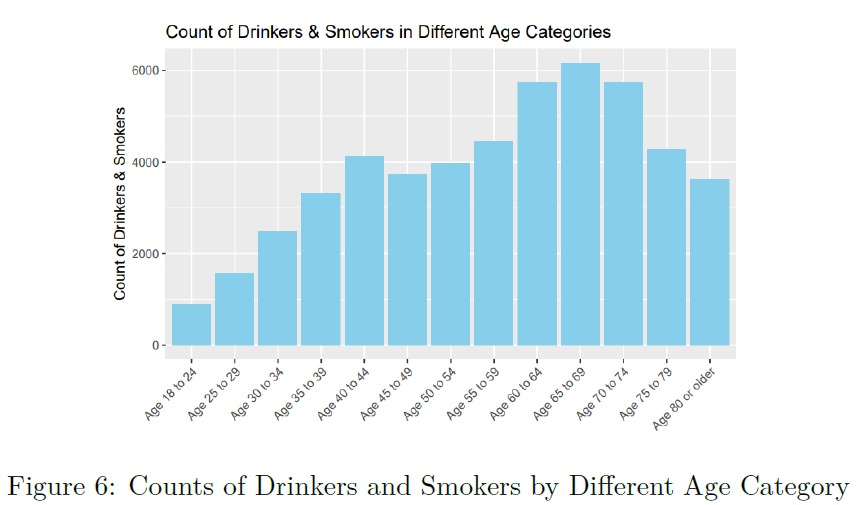 Count of Drinkers & Smokers in Different Age Categories
Count of Drinkers & Smokers
6000
4000
2000
0
Age 18 to 24
Age 25 to 29
Age 30 to 34
Age 35 to 39
Age 40 to 44
Age 45 to 49
Age 50 to 54
Age 55 to 59
Age 60 to 64
Age 65 to 69
Age 70 to 74
Age 75 to 79
Age 80 or older
Figure 6: Counts of Drinkers and Smokers by Different Age Category